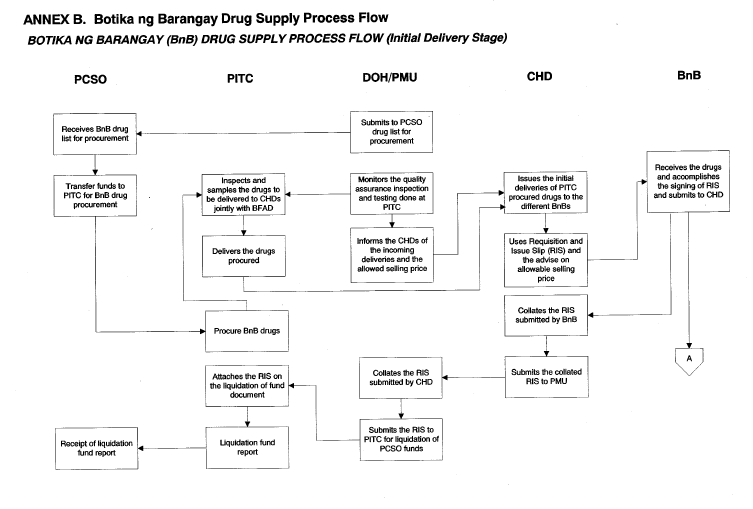 ANNEX B. Botika ng Barangay Drug Supply Process Flow
BOTIKA NG BARANGAY (BnB) DRUG SUPPLY PROCESS FLOW (Initial Delivery Stage)
PCSO
PITC
DOH/PMU
CHD
BnB
Submits to PCSO
drug list for
procurement
Receives BnB drug
list for procurement
Transfer funds to
PITC for BnB drug
procurement
Inspects and
samples the drugs to
be delivered to CHDs
jointly with BFAD
Monitors the quality
assurance inspection
and testing done at
PITC
Issues the initial
deliveries of PITC
procured drugs to the
different BnBs
Receives the drugs
and accomplishes
the signing of RIS
and submits to CHD
Delivers the drugs
procured
Informs the CHDs of
the incoming
deliveries and the
allowed selling price
Uses Requisition and
Issue Slip (RIS) and
the advise on
allowable selling
price
Procure BnB drugs
Collates the RIS
submitted by BnB
A
Attaches the RIS on
the liquidation of fund
document
Collates the RIS
submitted by CHD
Submits the collated
RIS to PMU
Receipt of liquidation
fund report
Liquidation fund
report
Submits the RIS to
PITC for liquidation of
PCSO funds